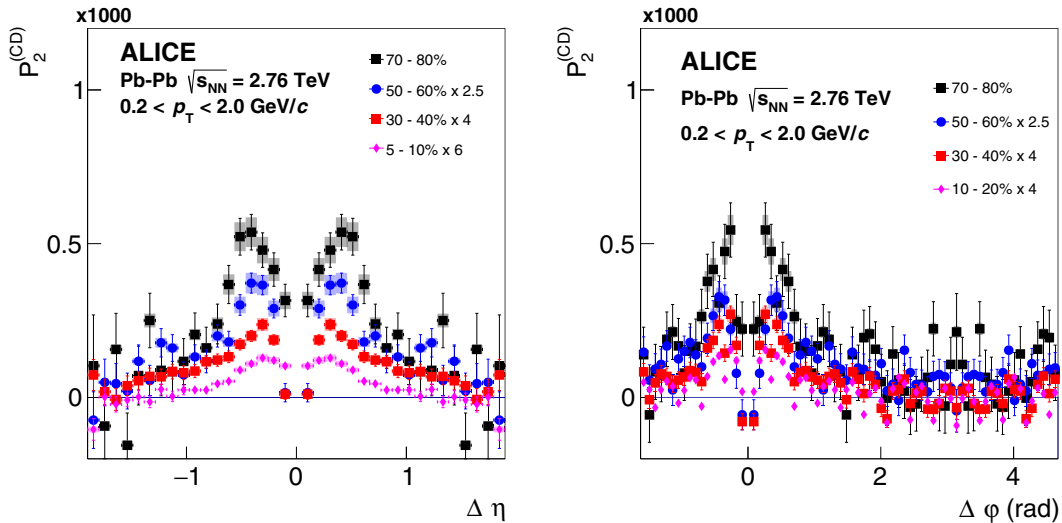 x1000
P2(CD)
1
0.5
0
ALICE
Pb-Pb √sNN = 2.76 TeV
0.2 < pT < 2.0 GeV/c
70 - 80%
50 - 60% x 2.5
30 - 40% x 4
5 - 10% x 6
−1 0 1
Δ η
x1000
P2(CD)
1
0.5
0
ALICE
Pb-Pb √sNN = 2.76 TeV
0.2 < pT < 2.0 GeV/c
70 - 80%
50 - 60% x 2.5
30 - 40% x 4
10 - 20% x 4
0 2 4
Δ φ (rad)